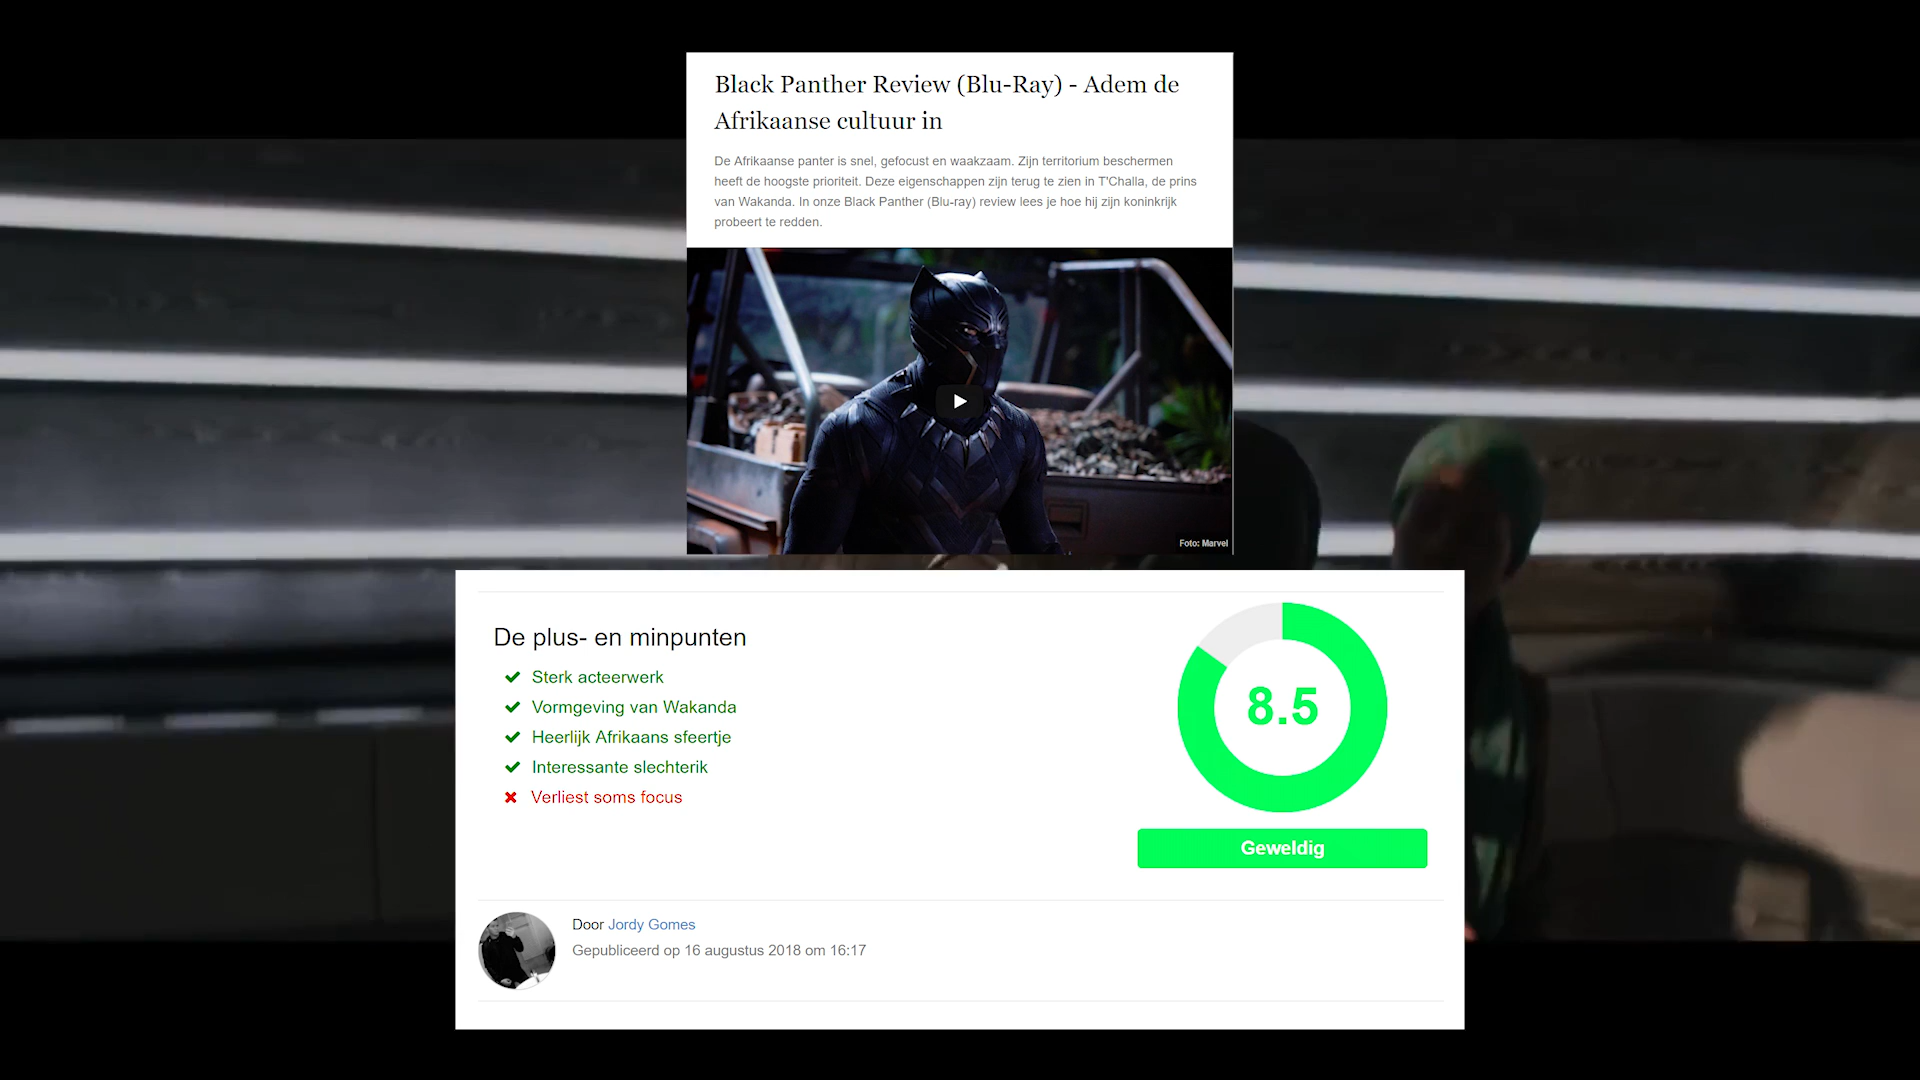 Black Panther Review (Blu-Ray) - Adem de
Afrikaanse cultuur in
De Afrikaanse panter is snel, gefocust en waakzaam. Zijn territorium beschermen
heeft de hoogste prioriteit. Deze eigenschappen zijn terug te zien in T'Challa, de prins
van Wakanda. In onze Black Panther (Blu-ray) review lees je hoe hij zijn koninkrijk
probeert te redden.
Foto: Marvel
De plus- en minpunten
Sterk acteerwerk
Vormgeving van Wakanda
Heerlijk Afrikaans sfeertje
Interessante slechterik
Verliest soms focus
8.5
Geweldig
Door Jordy Gomes
Gepubliceerd op 16 augustus 2018 om 16:17